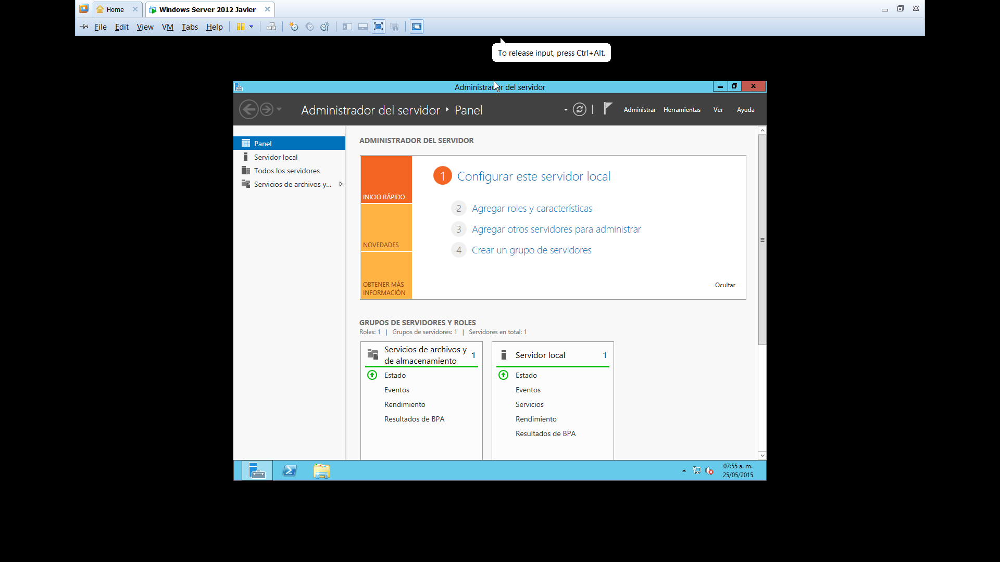 Home
Windows Server 2012 Javier
File Edit View VM Tabs Help
To release input, press Ctrl+Alt.
Administrador del servidor
Administrador del servidor Panel
Administrar Herramientas Ver Ayuda
Panel
Servidor local
Todos los servidores
Servicios de archivos y...
ADMINISTRADOR DEL SERVIDOR
INICIO RÁPIDO
NOVEDADES
OBTENER MÁS
INFORMACIÓN
1 Configurar este servidor local
2 Agregar roles y características
3 Agregar otros servidores para administrar
4 Crear un grupo de servidores
Ocultar
GRUPOS DE SERVIDORES Y ROLES
Roles: 1 | Grupos de servidores: 1 | Servidores en total: 1
Servicios de archivos y
de almacenamiento 1
Estado
Eventos
Rendimiento
Resultados de BPA
Servidor local 1
Estado
Eventos
Servicios
Rendimiento
Resultados de BPA
07:55 a. m.
25/05/2015